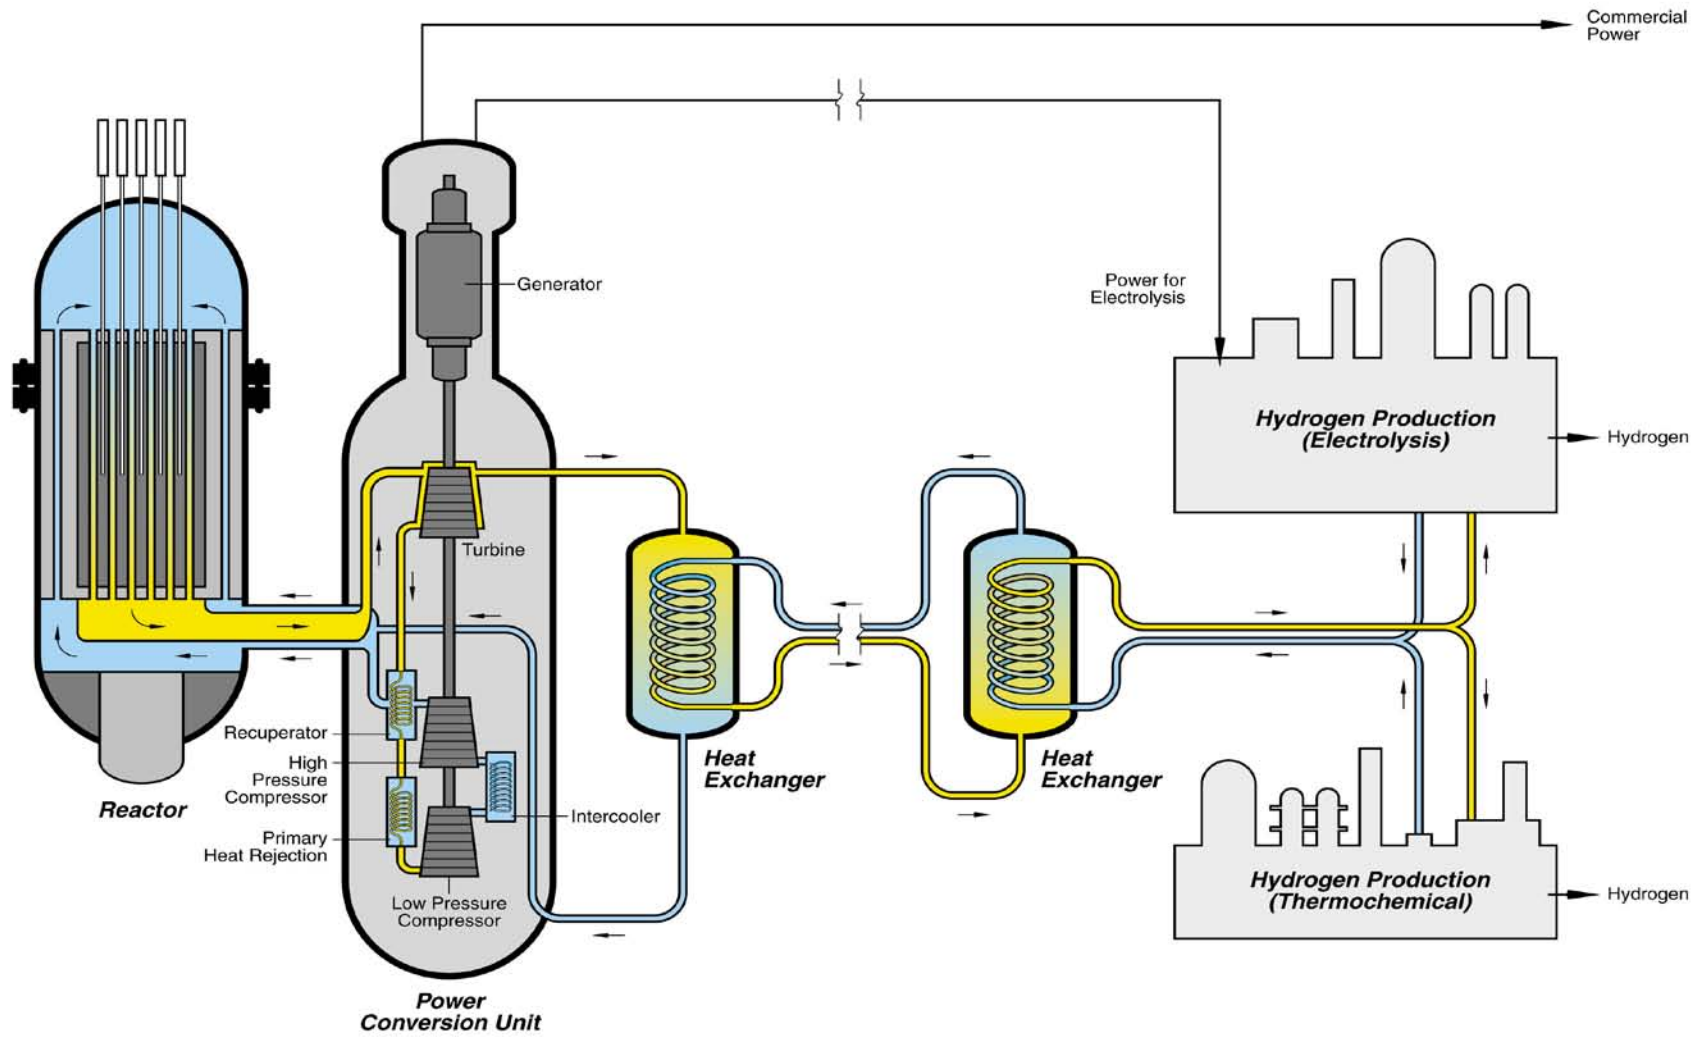 Commercial
Power
Generator
Power for
Electrolysis
Hydrogen Production
(Electrolysis)
Hydrogen
Turbine
Recuperator
High
Pressure
Compressor
Intercooler
Primary
Heat Rejection
Low Pressure
Compressor
Reactor
Heat
Exchanger
Heat
Exchanger
Hydrogen Production
(Thermochemical)
Hydrogen
Power
Conversion Unit